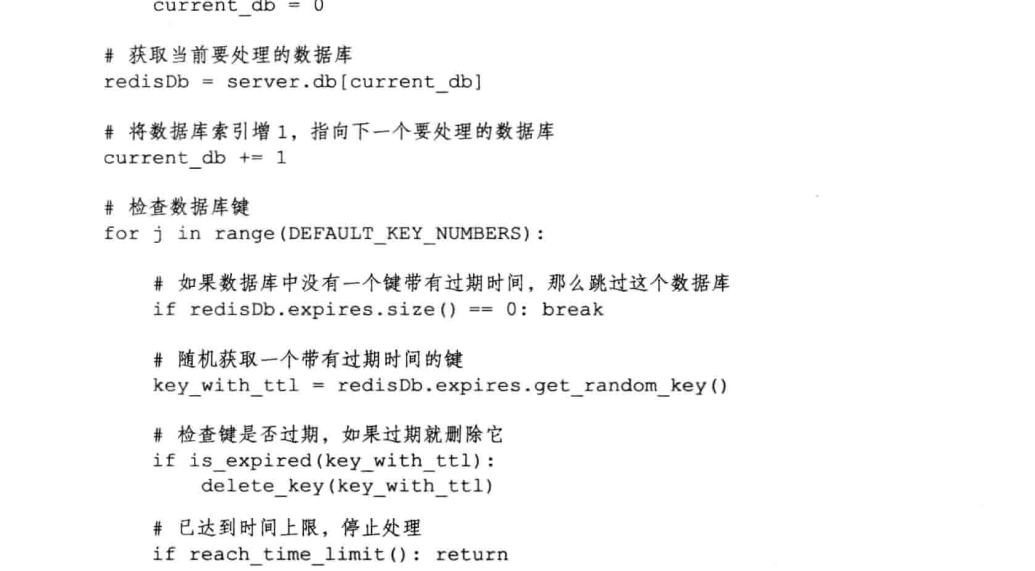 current_db = 0
# 获取当前要处理的数据库
redisDb = server.db[current_db]
# 将数据库索引增 1，指向下一个要处理的数据库
current_db += 1
# 检查数据库键
for j in range(DEFAULT_KEY_NUMBERS):
# 如果数据库中没有一个键带有过期时间，那么跳过这个数据库
if redisDb.expires.size() == 0: break
# 随机获取一个带有过期时间的键
key_with_ttl = redisDb.expires.get_random_key()
# 检查键是否过期，如果过期就删除它
if is_expired(key_with_ttl):
delete_key(key_with_ttl)
# 已达到时间上限，停止处理
if reach_time_limit(): return